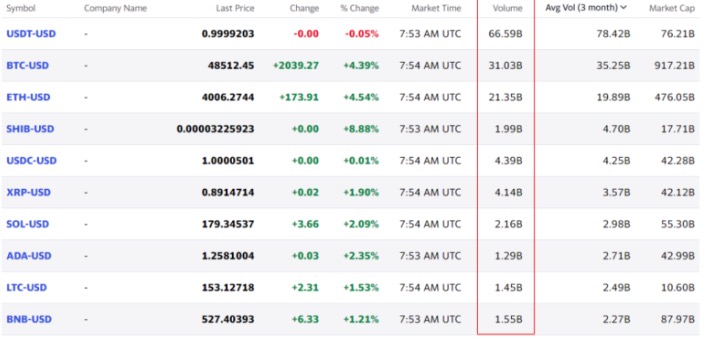 Symbol Company Name Last Price Change % Change Market Time Volume Avg Vol (3 month) Market Cap
USDT-USD - 0.9999203 -0.00 -0.05% 7:53 AM UTC 66.59B 78.42B 76.21B
BTC-USD - 48512.45 +2039.27 +4.39% 7:54 AM UTC 31.03B 35.25B 917.21B
ETH-USD - 4006.2744 +173.91 +4.54% 7:54 AM UTC 21.35B 19.89B 476.05B
SHIB-USD - 0.00003225923 +0.00 +8.88% 7:53 AM UTC 1.99B 4.70B 17.71B
USDC-USD - 1.0000501 +0.00 +0.01% 7:54 AM UTC 4.39B 4.25B 42.28B
XRP-USD - 0.8914714 +0.02 +1.90% 7:54 AM UTC 4.14B 3.57B 42.12B
SOL-USD - 179.34537 +3.66 +2.09% 7:54 AM UTC 2.16B 2.98B 55.30B
ADA-USD - 1.2581004 +0.03 +2.35% 7:53 AM UTC 1.29B 2.71B 42.99B
LTC-USD - 153.12718 +2.31 +1.53% 7:54 AM UTC 1.45B 2.49B 10.60B
BNB-USD - 527.40393 +6.33 +1.21% 7:53 AM UTC 1.55B 2.27B 87.97B